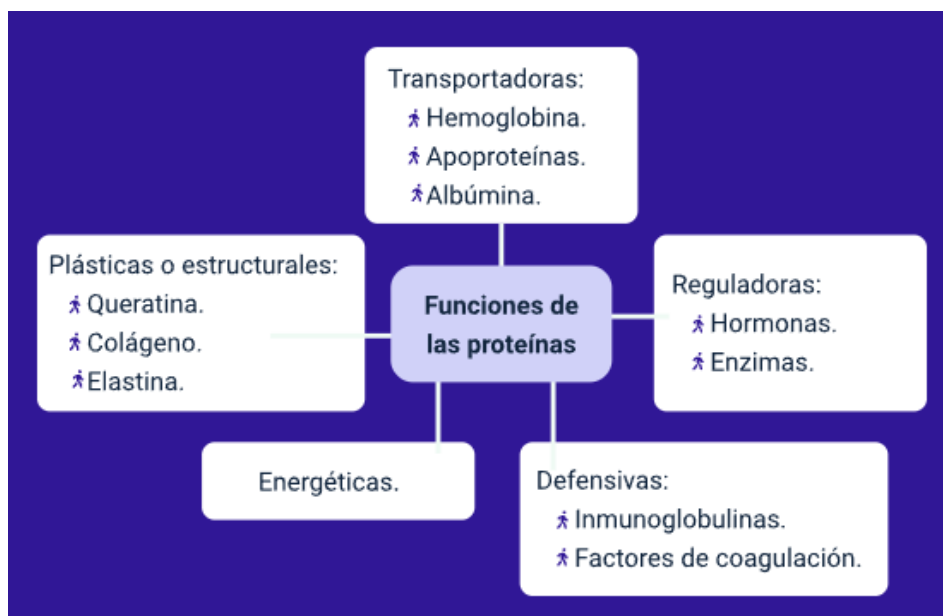 Transportadoras:
Hemoglobina.
Apoproteínas.
Albúmina.
Plásticas o estructurales:
Queratina.
Colágeno.
Elastina.
Funciones de
las proteínas
Reguladoras:
Hormonas.
Enzimas.
Energéticas.
Defensivas:
Inmunoglobulinas.
Factores de coagulación.